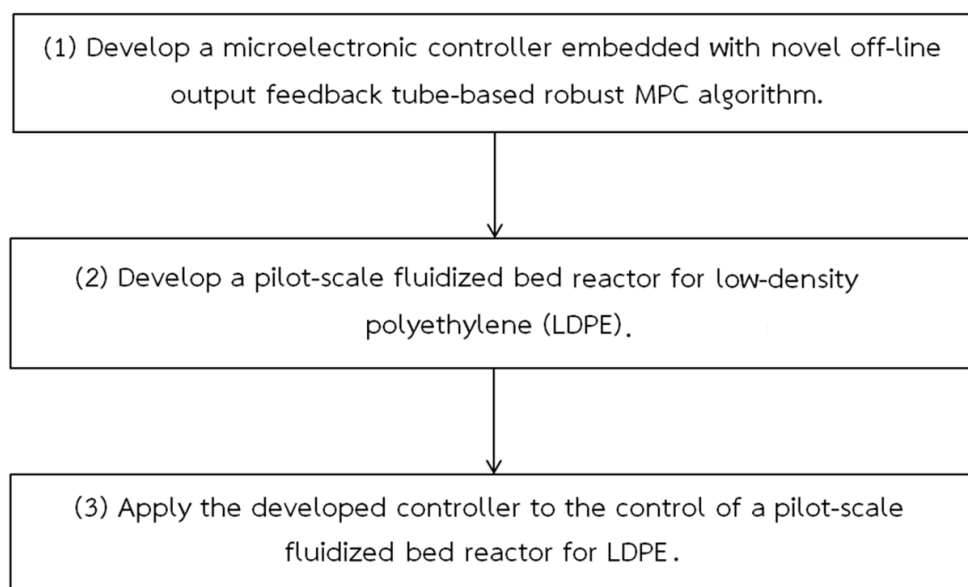 (1) Develop a microelectronic controller embedded with novel off-line
output feedback tube-based robust MPC algorithm.
(2) Develop a pilot-scale fluidized bed reactor for low-density
polyethylene (LDPE).
(3) Apply the developed controller to the control of a pilot-scale
fluidized bed reactor for LDPE.